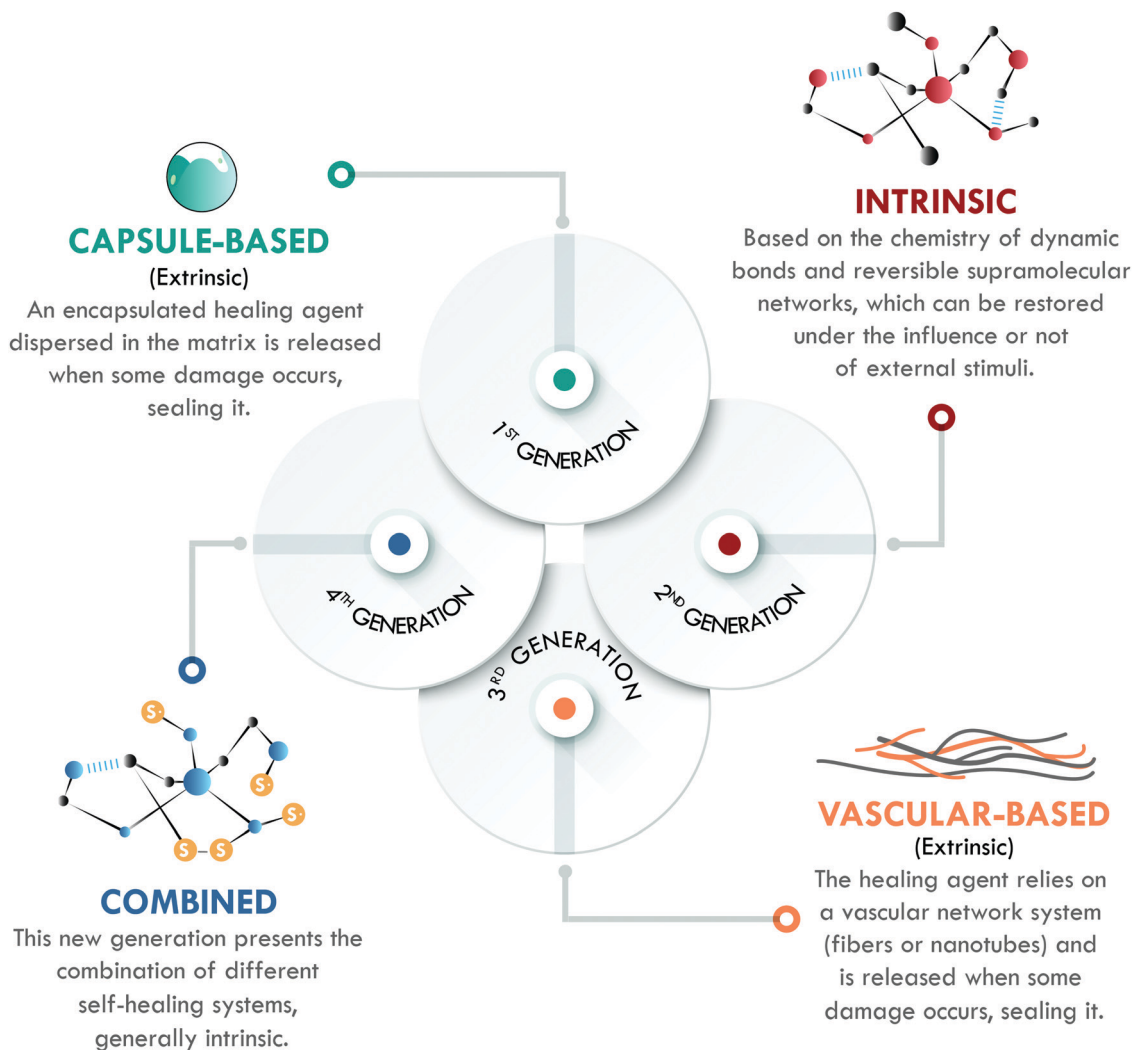 CAPSULE-BASED
(Extrinsic)
An encapsulated healing agent
dispersed in the matrix is released
when some damage occurs,
sealing it.
INTRINSIC
Based on the chemistry of dynamic
bonds and reversible supramolecular
networks, which can be restored
under the influence or not
of external stimuli.
1ST GENERATION
4TH GENERATION
2ND GENERATION
3RD GENERATION
S·
S·
S·
S–S
COMBINED
This new generation presents the
combination of different
self-healing systems,
generally intrinsic.
VASCULAR-BASED
(Extrinsic)
The healing agent relies on
a vascular network system
(fibers or nanotubes) and
is released when some
damage occurs, sealing it.